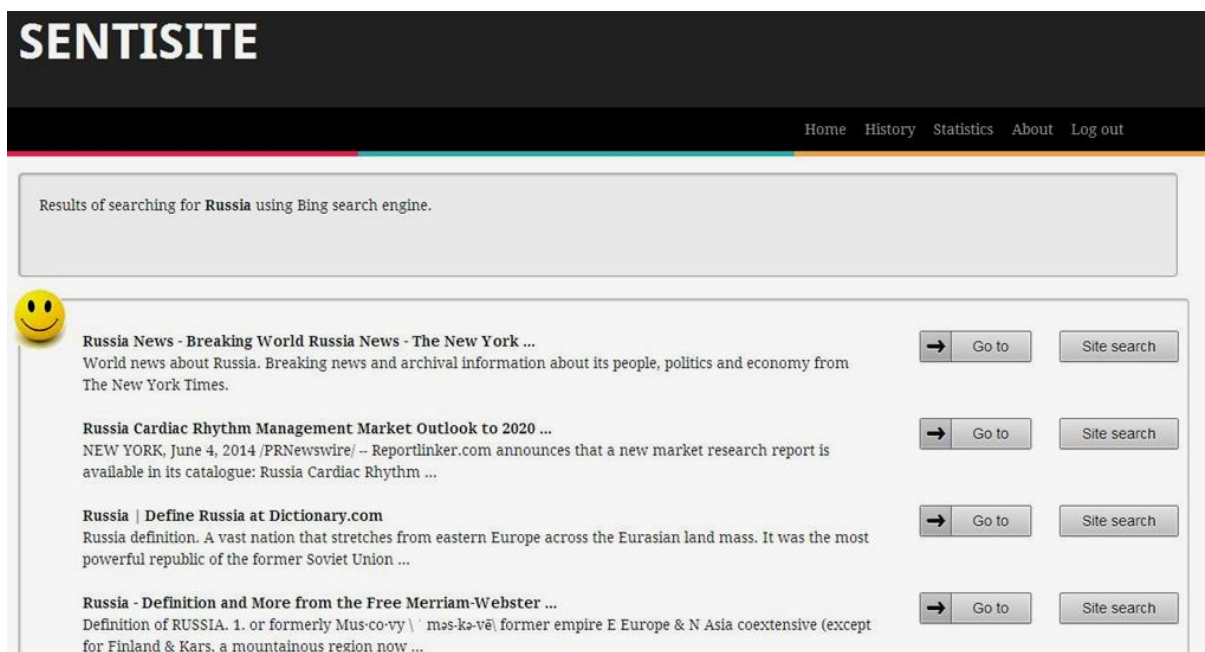 SENTISITE
Home History Statistics About Log out
Results of searching for Russia using Bing search engine.
Russia News - Breaking World Russia News - The New York ...
World news about Russia. Breaking news and archival information about its people, politics and economy from
The New York Times.
Go to Site search
Russia Cardiac Rhythm Management Market Outlook to 2020 ...
NEW YORK, June 4, 2014 /PRNewswire/ -- Reportlinker.com announces that a new market research report is
available in its catalogue: Russia Cardiac Rhythm ...
Go to Site search
Russia | Define Russia at Dictionary.com
Russia definition. A vast nation that stretches from eastern Europe across the Eurasian land mass. It was the most
powerful republic of the former Soviet Union ...
Go to Site search
Russia - Definition and More from the Free Merriam-Webster ...
Definition of RUSSIA. 1. or formerly Mus·co·vy \ ˈ məs-kə-vē\ former empire E Europe & N Asia coextensive (except
for Finland & Kars, a mountainous region now ...
Go to Site search